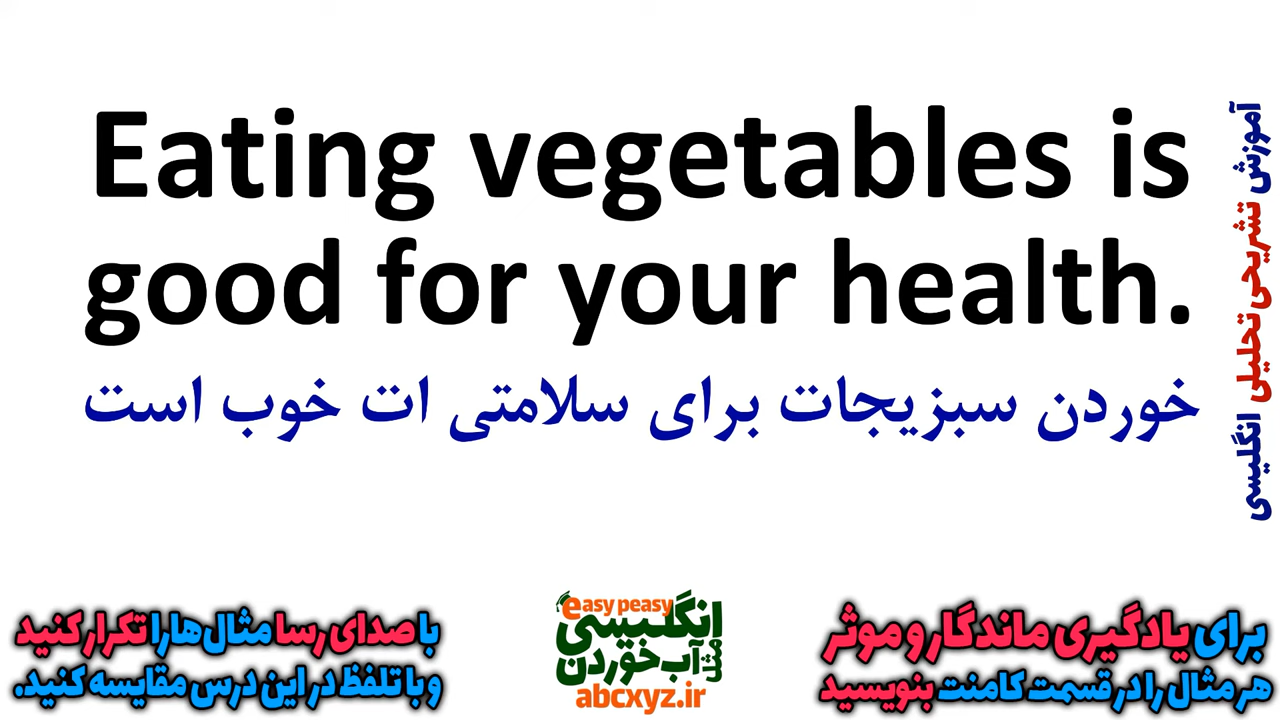 Eating vegetables is
good for your health.
خوردن سبزیجات برای سلامتی ات خوب است
آموزش تشریحی تحلیلی انگلیسی
برای یادگیری ماندگار و موثر
هر مثال را در قسمت کامنت بنویسید
easy peasy
انگلیسی
مثل آب خوردن
abcxyz.ir
با صدای رسا مثال‌ها را تکرار کنید
و با تلفظ در این درس مقایسه کنید.